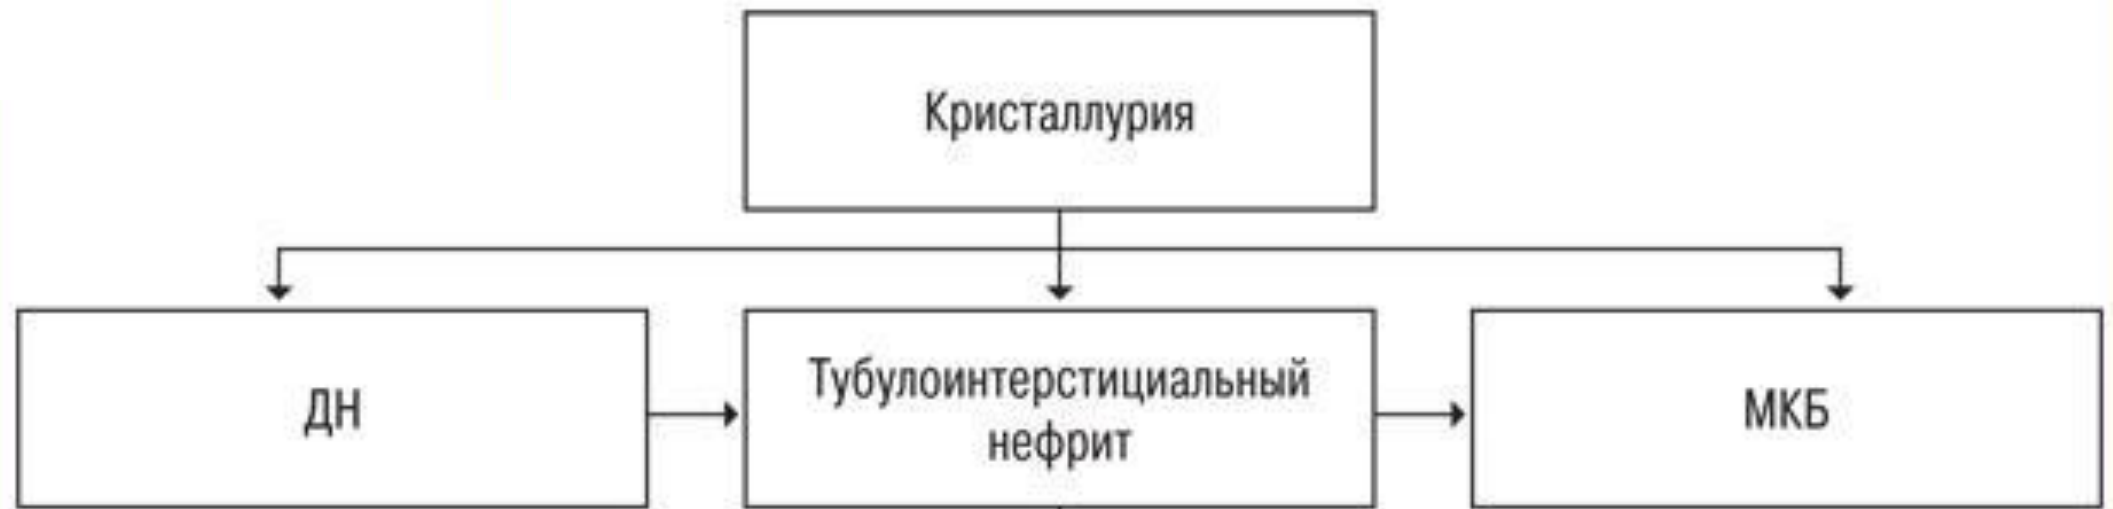 Кристаллурия
ДН
Тубулоинтерстициальный
нефрит
МКБ